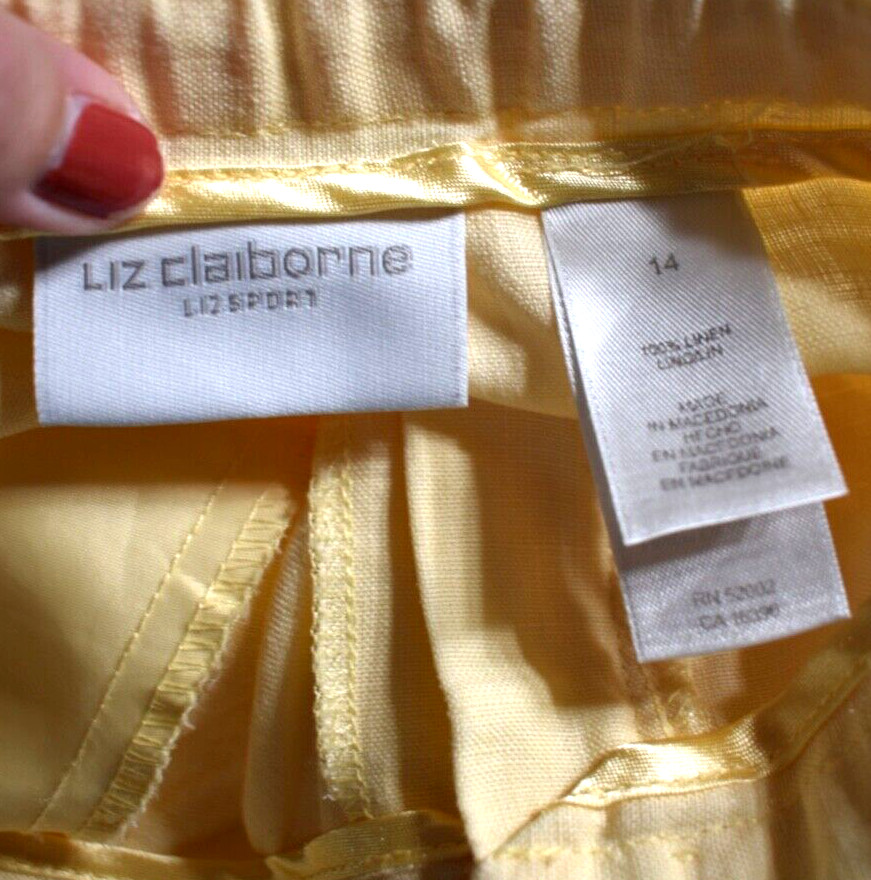 LIZ claiborne
LIZSPORT
14
100% LINEN
LINO/LIN
MADE
IN MACEDONIA
HECHO
EN MACEDONIA
FABRIQUE
EN MACEDOINE
RN 52002
CA